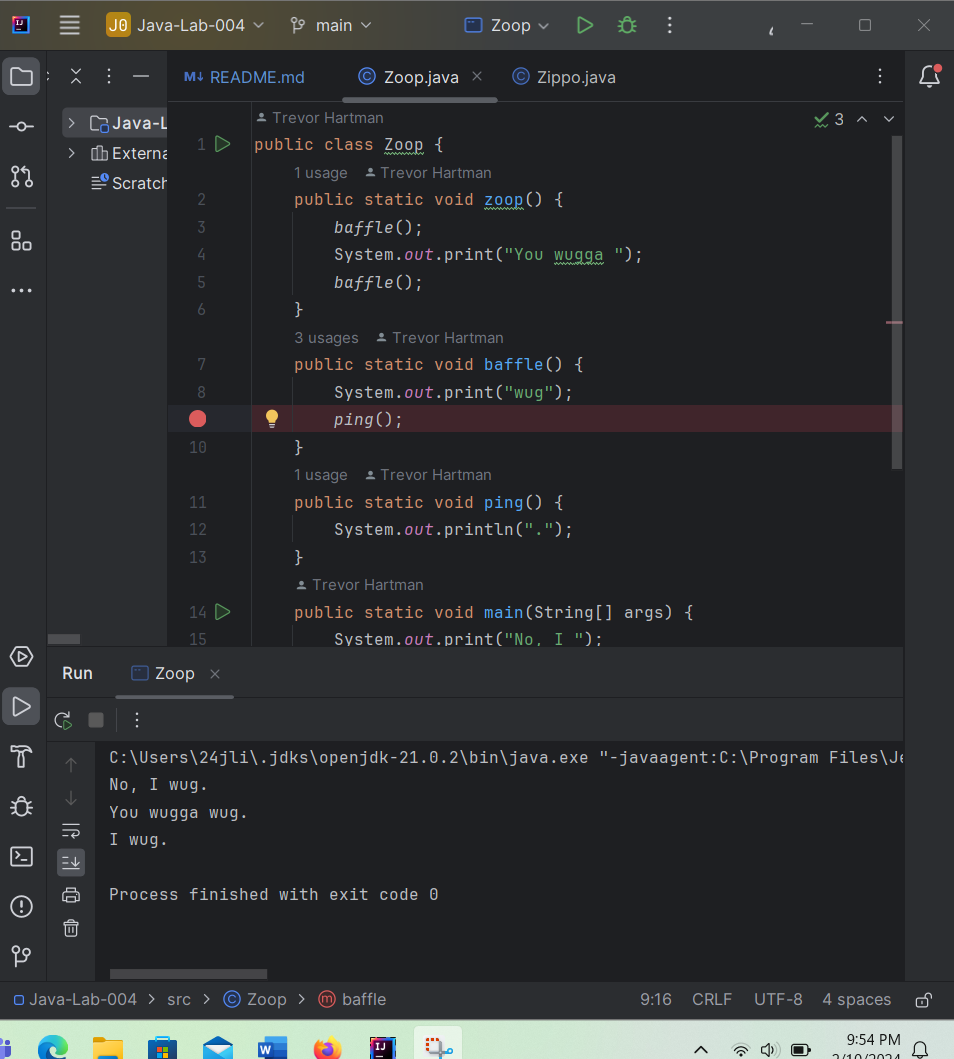 J0 Java-Lab-004 main Zoop
README.md Zoop.java Zippo.java
Java-L
Externa
Scratch
Trevor Hartman
3
1 public class Zoop {
1 usage Trevor Hartman
2 public static void zoop() {
3 baffle();
4 System.out.print("You wugga ");
5 baffle();
6 }
3 usages Trevor Hartman
7 public static void baffle() {
8 System.out.print("wug");
ping();
10 }
1 usage Trevor Hartman
11 public static void ping() {
12 System.out.println(".");
13 }
Trevor Hartman
14 public static void main(String[] args) {
15 System.out.print("No, I ");
Run Zoop
C:\Users\24jli\.jdks\openjdk-21.0.2\bin\java.exe "-javaagent:C:\Program Files\Je
No, I wug.
You wugga wug.
I wug.
Process finished with exit code 0
Java-Lab-004 > src > Zoop > baffle 9:16 CRLF UTF-8 4 spaces
9:54 PM
2/10/2024